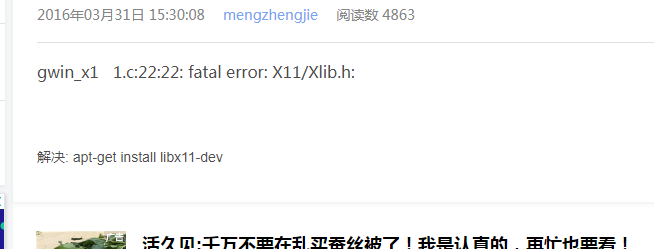 2016年03月31日 15:30:08 mengzhengjie 阅读数 4863
gwin_x1 1.c:22:22: fatal error: X11/Xlib.h:
解决: apt-get install libx11-dev
广告
活久见:千万不要在乱买蚕丝被了！我是认真的，再忙也要看！